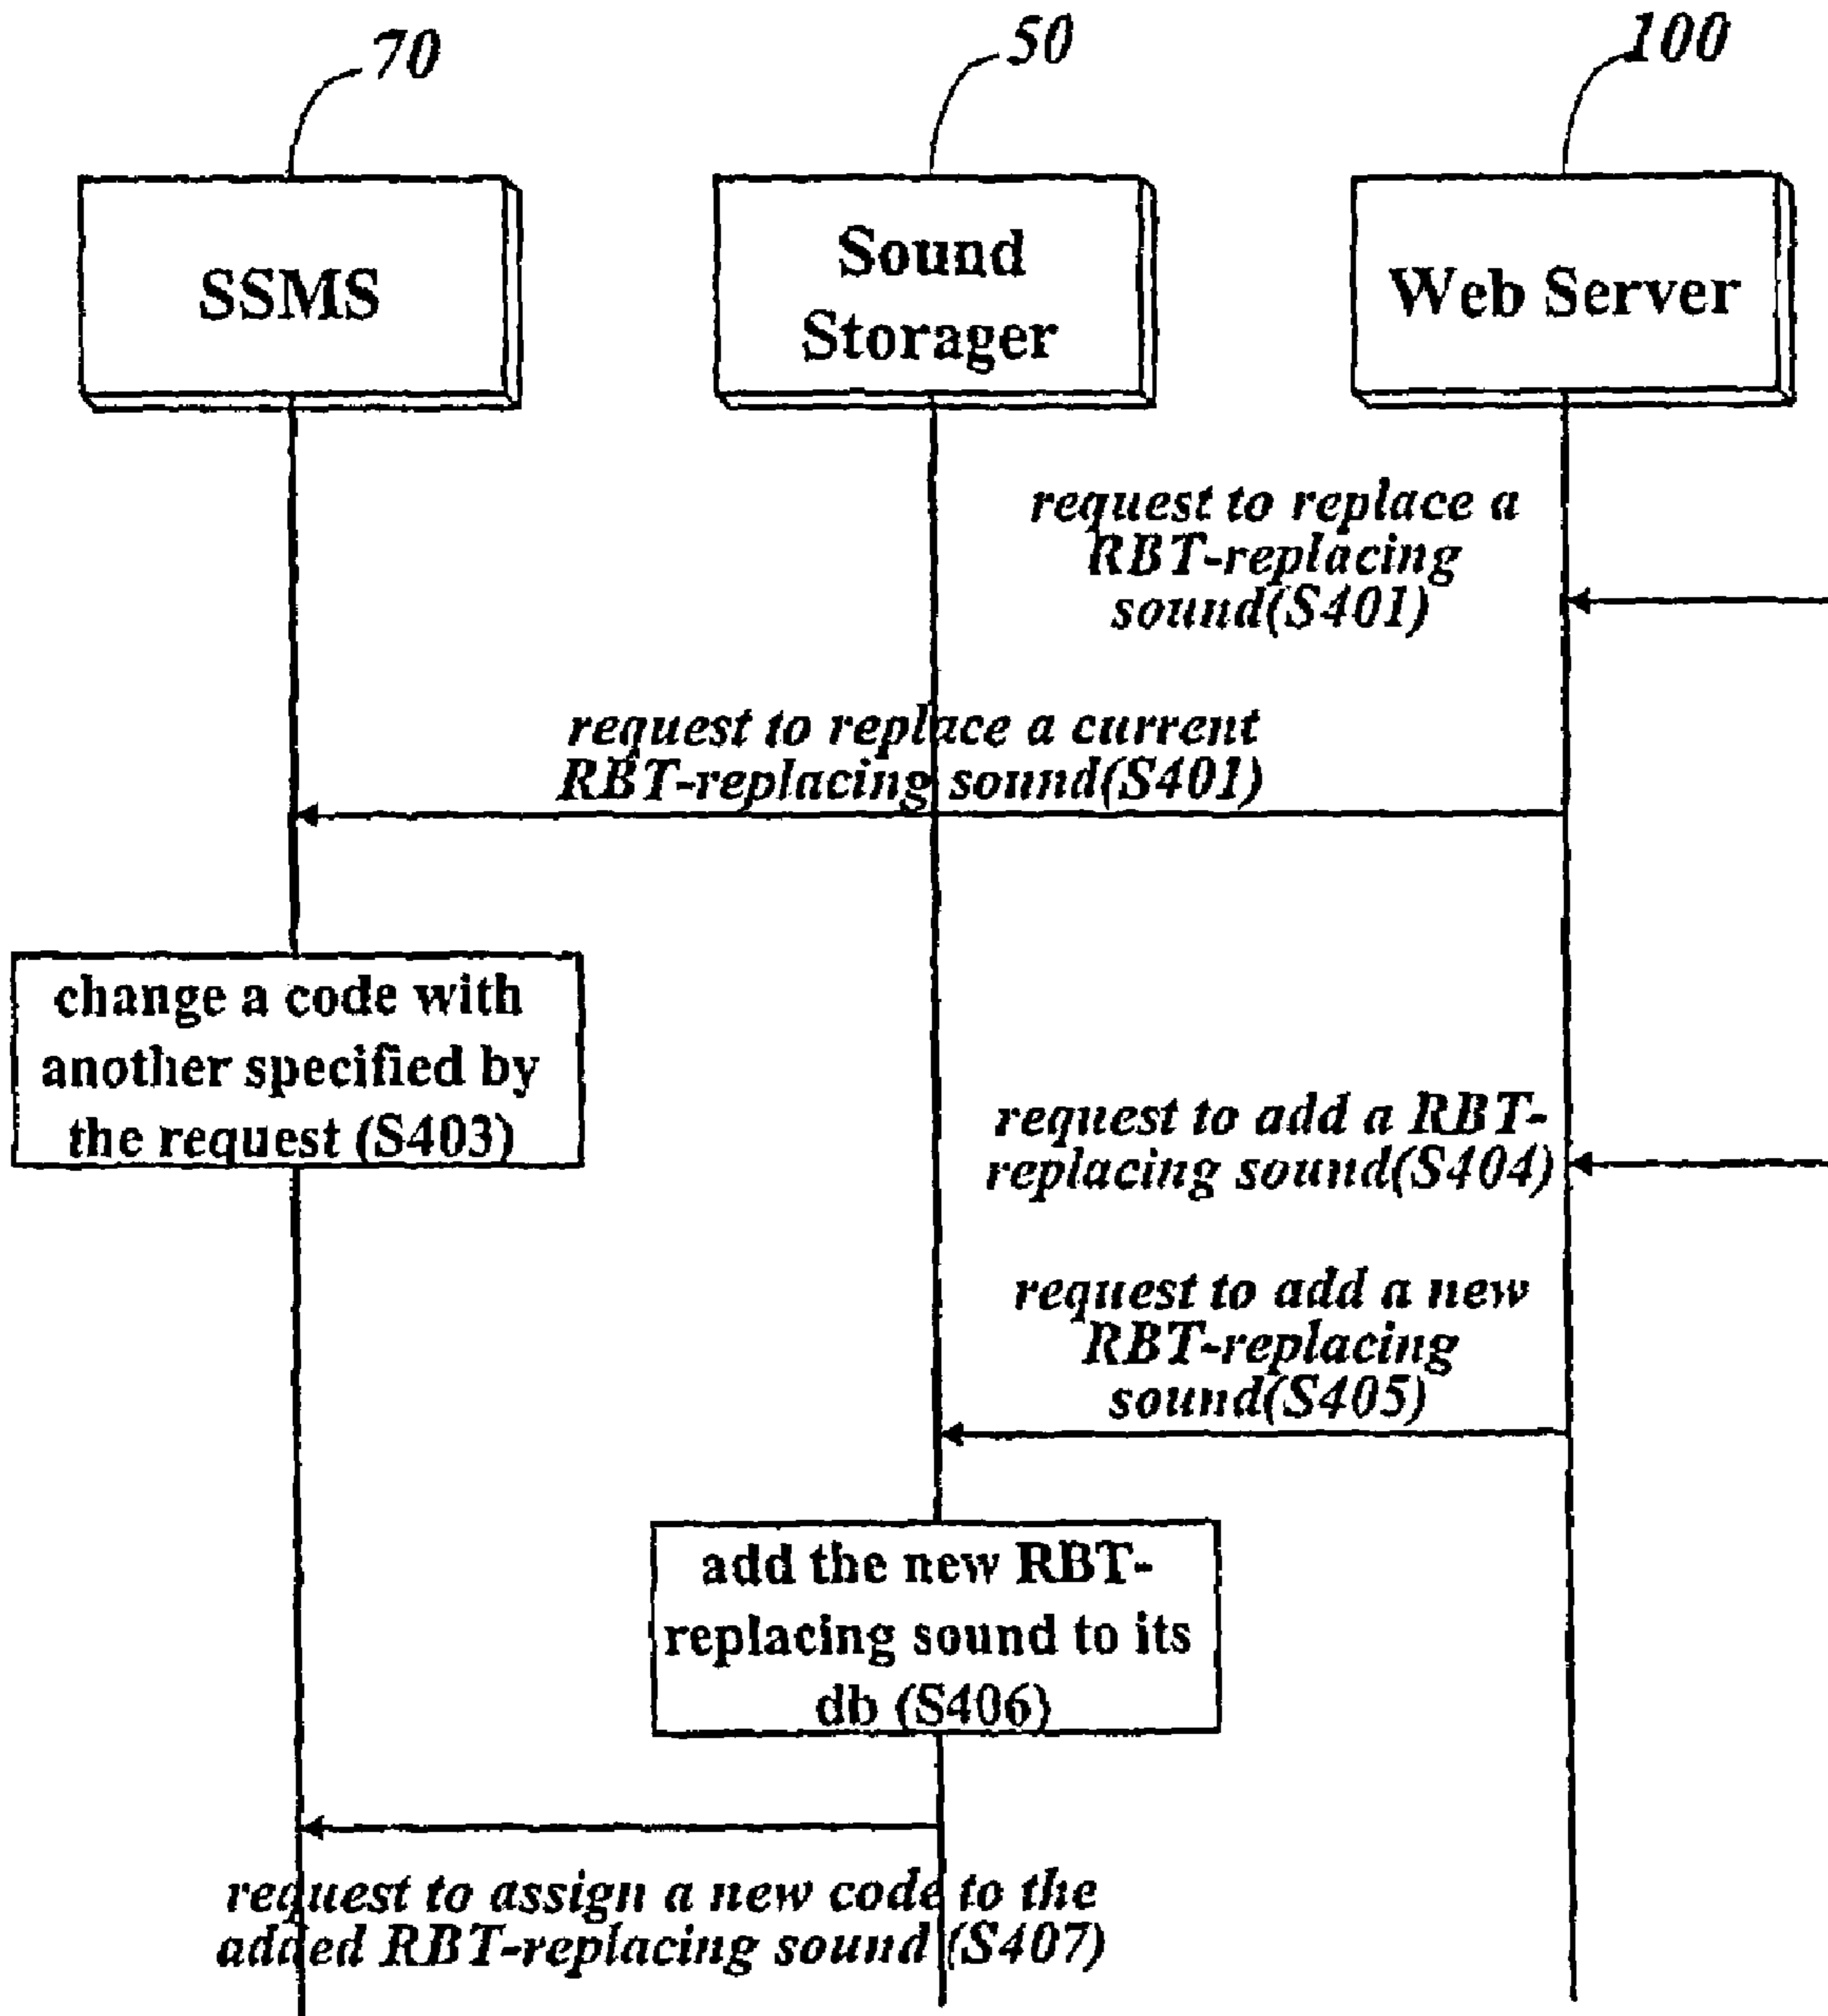 70
50
100
SSMS
Sound
Storager
Web Server
request to replace a
RBT-replacing
sound(S401)
request to replace a current
RBT-replacing sound(S401)
change a code with
another specified by
the request (S403)
request to add a RBT-
replacing sound(S404)
request to add a new
RBT-replacing
sound(S405)
add the new RBT-
replacing sound to its
db (S406)
request to assign a new code to the
added RBT-replacing sound (S407)